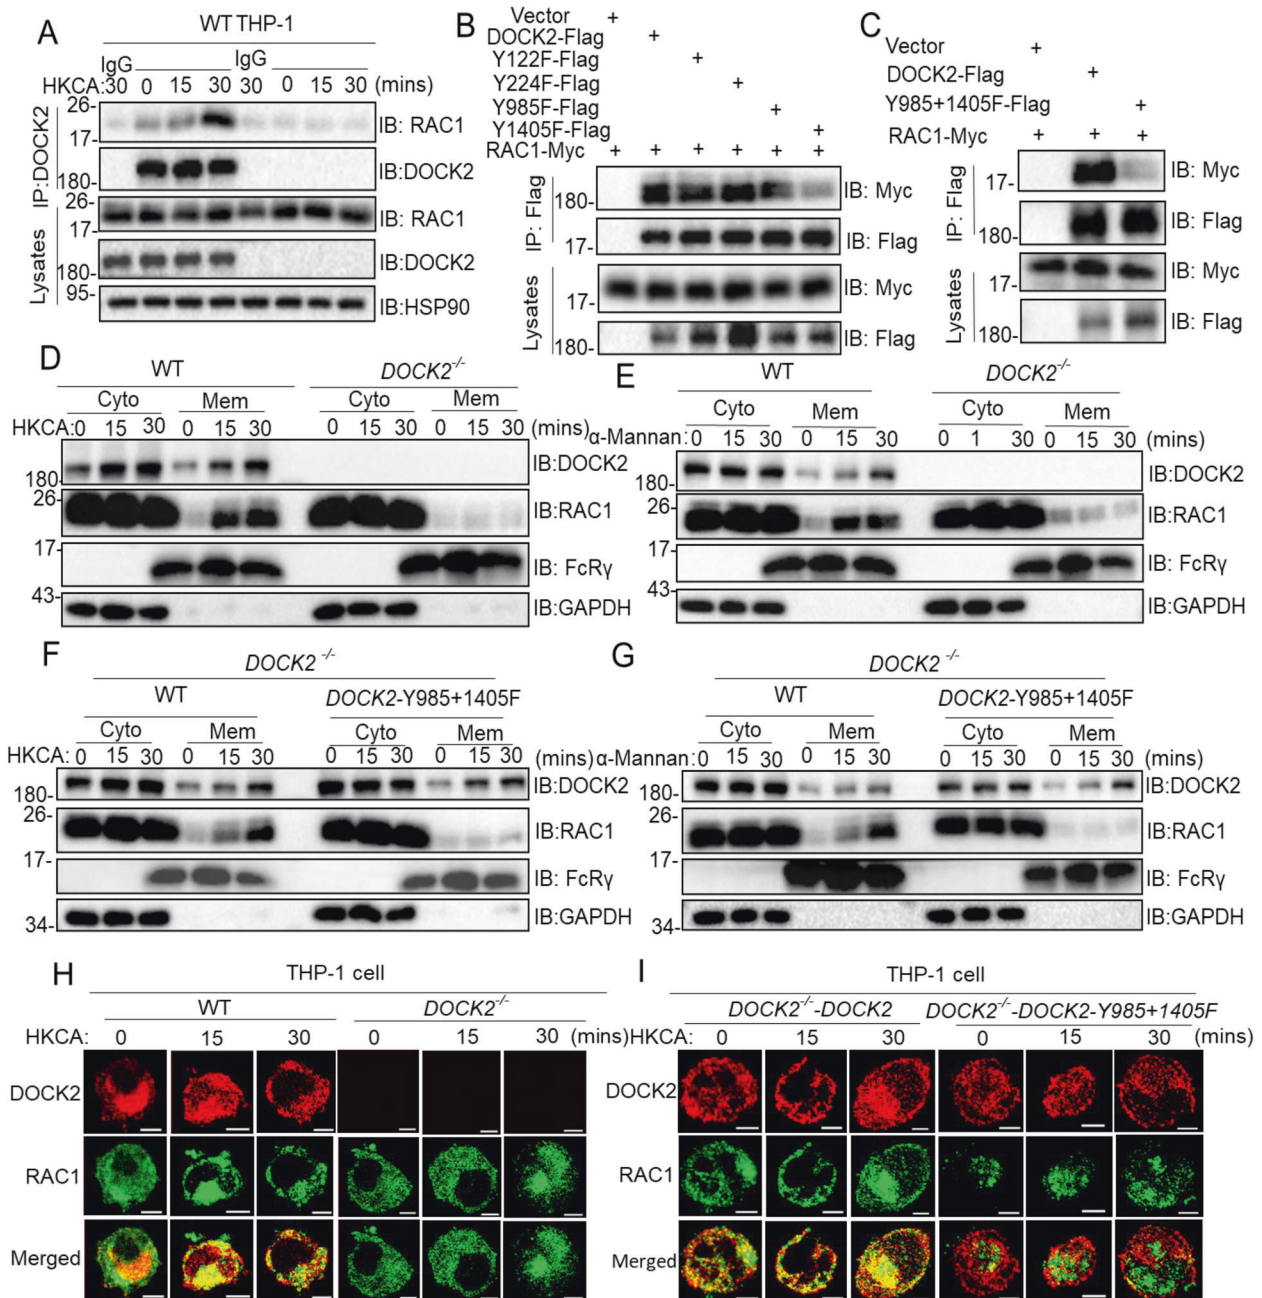 A
WT THP-1
IgG IgG
HKCA: 30 0 15 30 30 0 15 30 (mins)
IP:DOCK2
26-
17-
IB: RAC1
180-
IB:DOCK2
Lysates
26-
17-
IB: RAC1
180-
IB:DOCK2
95-
IB:HSP90
B
Vector +
DOCK2-Flag +
Y122F-Flag +
Y224F-Flag +
Y985F-Flag +
Y1405F-Flag +
RAC1-Myc + + + + + +
IP: Flag
180-
IB: Myc
17-
IB: Flag
Lysates
17-
IB: Myc
180-
IB: Flag
C
Vector +
DOCK2-Flag +
Y985+1405F-Flag +
RAC1-Myc + + +
IP: Flag
17-
IB: Myc
180-
IB: Flag
Lysates
17-
IB: Myc
180-
IB: Flag
D
WT DOCK2-/-
Cyto Mem Cyto Mem
HKCA: 0 15 30 0 15 30 0 15 30 0 15 30 (mins)
180-
IB:DOCK2
26-
IB:RAC1
17-
IB: FcRγ
43-
IB:GAPDH
E
WT DOCK2-/-
Cyto Mem Cyto Mem
α-Mannan: 0 15 30 0 15 30 0 1 30 0 15 30 (mins)
180-
IB:DOCK2
26-
IB:RAC1
17-
IB: FcRγ
43-
IB:GAPDH
F
DOCK2 -/-
WT DOCK2-Y985+1405F
Cyto Mem Cyto Mem
HKCA: 0 15 30 0 15 30 0 15 30 0 15 30 (mins)
180-
IB:DOCK2
26-
IB:RAC1
17-
IB: FcRγ
34-
IB:GAPDH
G
DOCK2 -/-
WT DOCK2-Y985+1405F
Cyto Mem Cyto Mem
α-Mannan: 0 15 30 0 15 30 0 15 30 0 15 30 (mins)
180-
IB:DOCK2
26-
IB:RAC1
17-
IB: FcRγ
34-
IB:GAPDH
H
THP-1 cell
WT DOCK2-/-
HKCA: 0 15 30 0 15 30 (mins)
DOCK2
RAC1
Merged
I
THP-1 cell
DOCK2-/--DOCK2 DOCK2-/--DOCK2-Y985+1405F
HKCA: 0 15 30 0 15 30 (mins)
DOCK2
RAC1
Merged